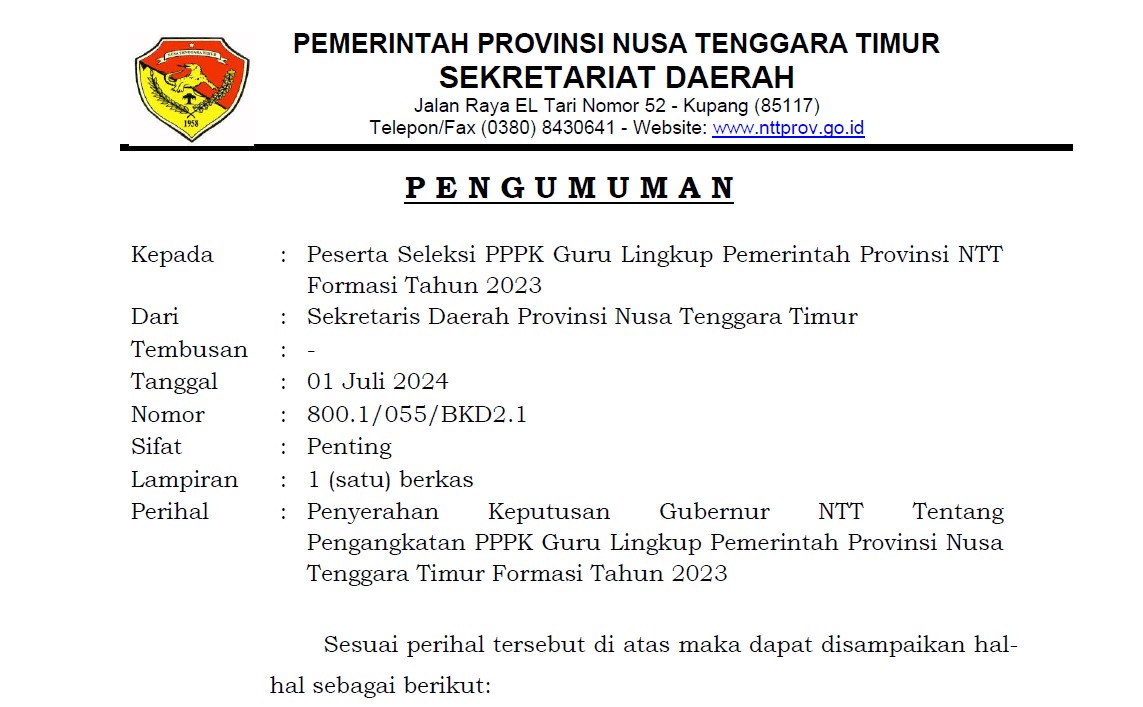 PEMERINTAH PROVINSI NUSA TENGGARA TIMUR
SEKRETARIAT DAERAH
Jalan Raya EL Tari Nomor 52 - Kupang (85117)
Telepon/Fax (0380) 8430641 - Website: www.nttprov.go.id
NUSA TENGGARA TIMUR
1958
P E N G U M U M A N
Kepada : Peserta Seleksi PPPK Guru Lingkup Pemerintah Provinsi NTT
Formasi Tahun 2023
Dari : Sekretaris Daerah Provinsi Nusa Tenggara Timur
Tembusan : -
Tanggal : 01 Juli 2024
Nomor : 800.1/055/BKD2.1
Sifat : Penting
Lampiran : 1 (satu) berkas
Perihal : Penyerahan Keputusan Gubernur NTT Tentang
Pengangkatan PPPK Guru Lingkup Pemerintah Provinsi Nusa
Tenggara Timur Formasi Tahun 2023
Sesuai perihal tersebut di atas maka dapat disampaikan hal-
hal sebagai berikut: